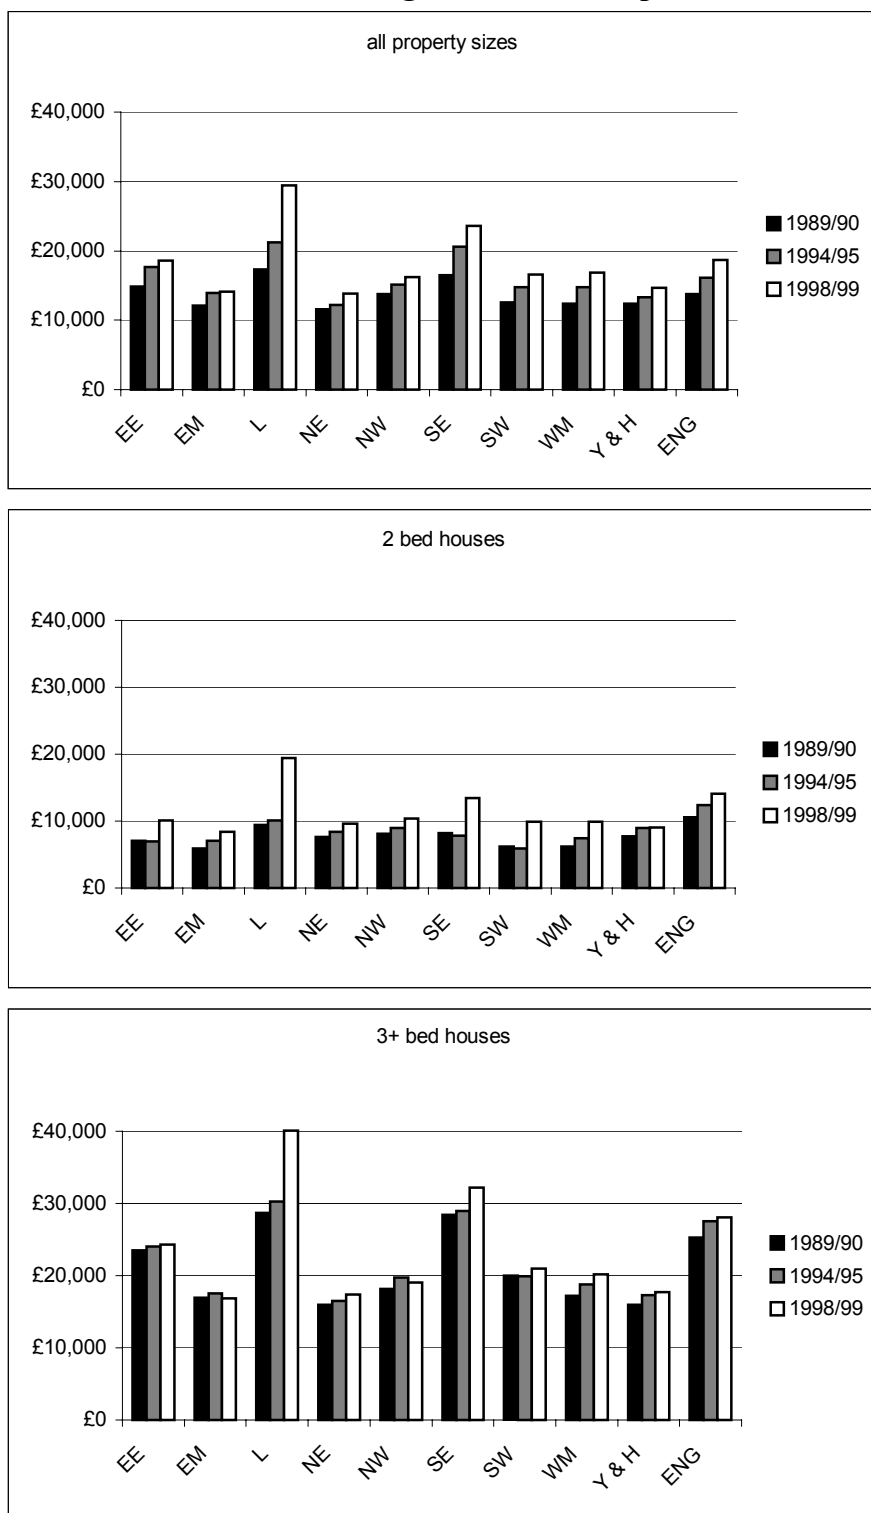 all property sizes
£40,000
£30,000
£20,000
£10,000
£0
EE
EM
L
NE
NW
SE
SW
WM
Y & H
ENG
1989/90
1994/95
1998/99
2 bed houses
£40,000
£30,000
£20,000
£10,000
£0
EE
EM
L
NE
NW
SE
SW
WM
Y & H
ENG
1989/90
1994/95
1998/99
3+ bed houses
£40,000
£30,000
£20,000
£10,000
£0
EE
EM
L
NE
NW
SE
SW
WM
Y & H
ENG
1989/90
1994/95
1998/99